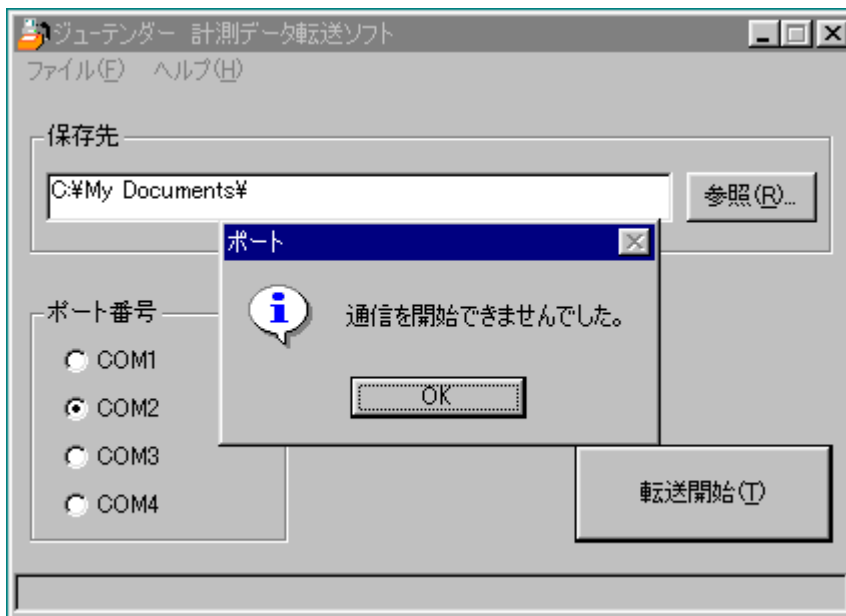 ジューテンダー 計測データ転送ソフト
ファイル(F) ヘルプ(H)
保存先
C:¥My Documents¥
参照(R)...
ポート
通信を開始できませんでした。
OK
ポート番号
COM1
COM2
COM3
COM4
転送開始(T)